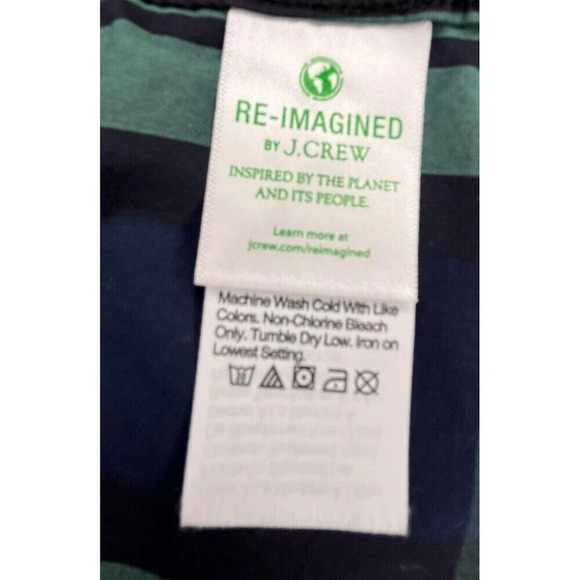 RE-IMAGINED
BY J.CREW
INSPIRED BY THE PLANET
AND ITS PEOPLE.
Learn more at
jcrew.com/reimagined
Machine Wash Cold With Like
Colors. Non-Chlorine Bleach
Only. Tumble Dry Low. Iron on
Lowest Setting.